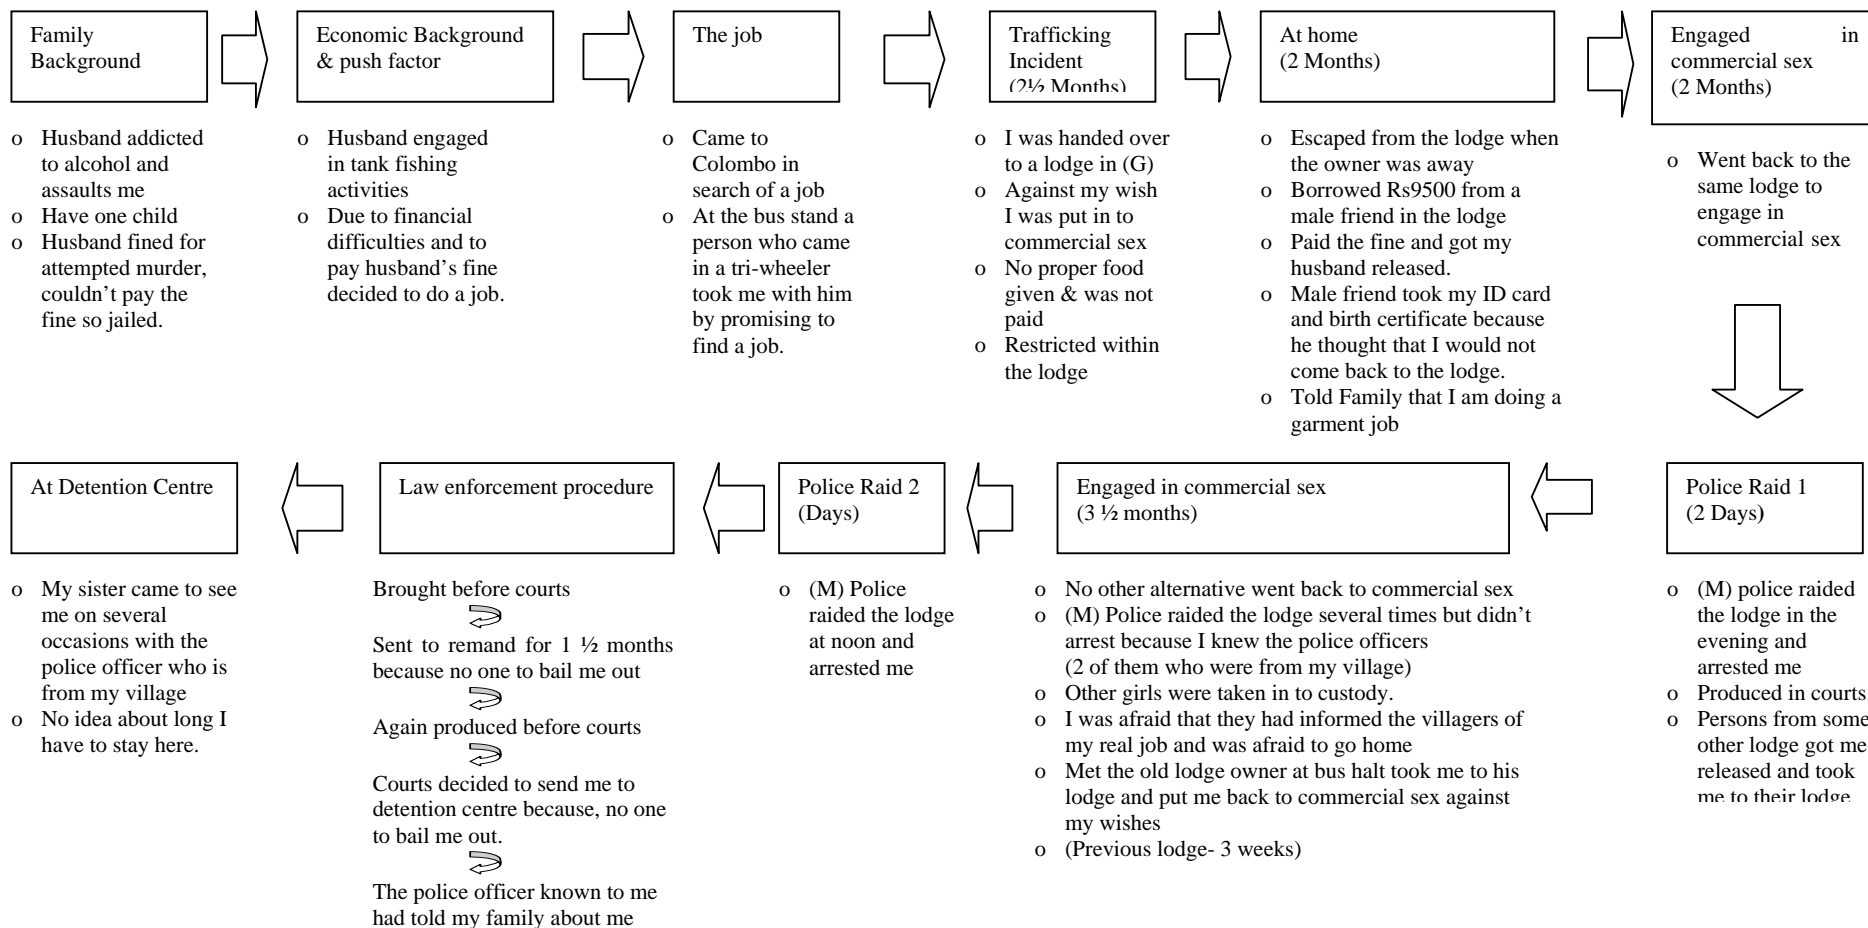 Family
Background
Economic Background
& push factor
The job
Trafficking
Incident
(2½ Months)
At home
(2 Months)
Engaged in
commercial sex
(2 Months)
o Husband addicted
to alcohol and
assaults me
o Have one child
o Husband fined for
attempted murder,
couldn’t pay the
fine so jailed.
o Husband engaged
in tank fishing
activities
o Due to financial
difficulties and to
pay husband’s fine
decided to do a job.
o Came to
Colombo in
search of a job
o At the bus stand a
person who came
in a tri-wheeler
took me with him
by promising to
find a job.
o I was handed over
to a lodge in (G)
o Against my wish
I was put in to
commercial sex
o No proper food
given & was not
paid
o Restricted within
the lodge
o Escaped from the lodge when
the owner was away
o Borrowed Rs9500 from a
male friend in the lodge
o Paid the fine and got my
husband released.
o Male friend took my ID card
and birth certificate because
he thought that I would not
come back to the lodge.
o Told Family that I am doing a
garment job
o Went back to the
same lodge to
engage in
commercial sex
Police Raid 1
(2 Days)
o (M) police raided
the lodge in the
evening and
arrested me
o Produced in courts
o Persons from some
other lodge got me
released and took
me to their lodge
Engaged in commercial sex
(3 ½ months)
o No other alternative went back to commercial sex
o (M) Police raided the lodge several times but didn’t
arrest because I knew the police officers
(2 of them who were from my village)
o Other girls were taken in to custody.
o I was afraid that they had informed the villagers of
my real job and was afraid to go home
o Met the old lodge owner at bus halt took me to his
lodge and put me back to commercial sex against
my wishes
o (Previous lodge- 3 weeks)
Police Raid 2
(Days)
o (M) Police
raided the lodge
at noon and
arrested me
Law enforcement procedure
Brought before courts
Sent to remand for 1 ½ months
because no one to bail me out
Again produced before courts
Courts decided to send me to
detention centre because, no one
to bail me out.
The police officer known to me
had told my family about me
At Detention Centre
o My sister came to see
me on several
occasions with the
police officer who is
from my village
o No idea about long I
have to stay here.